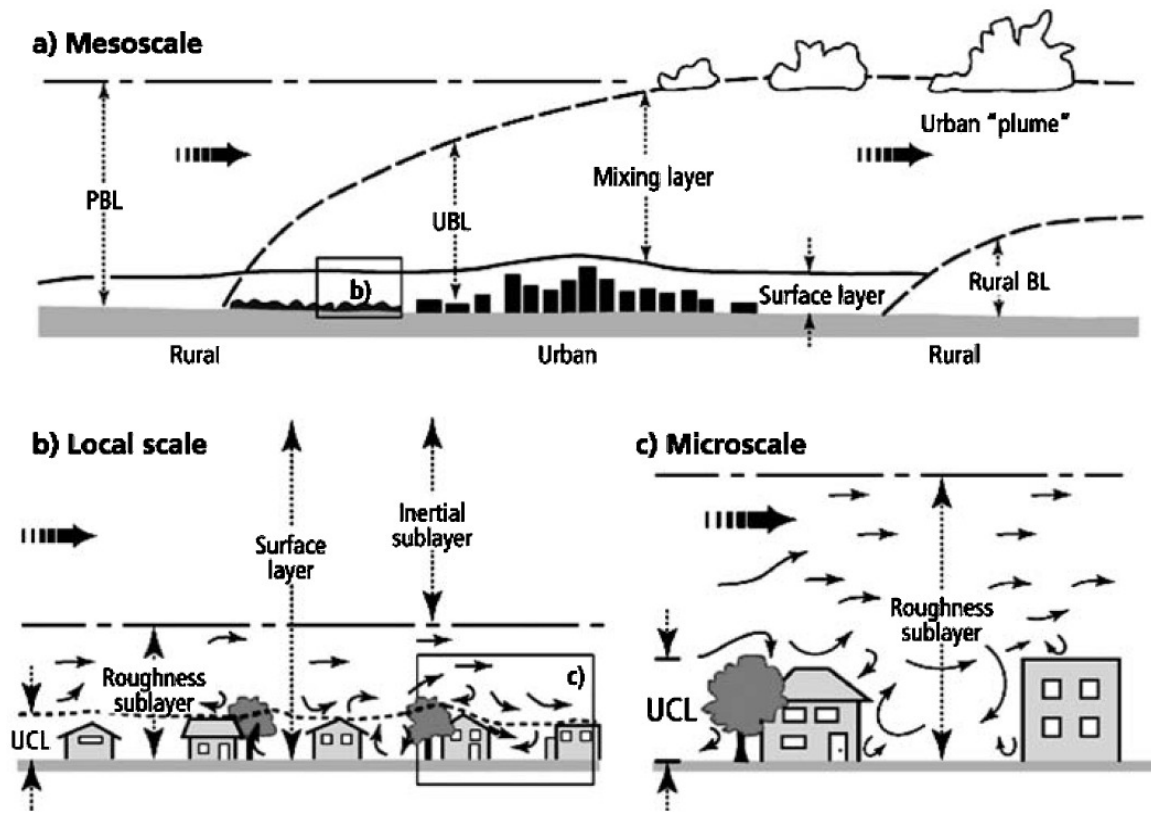 a) Mesoscale
Urban "plume"
PBL
UBL
Mixing layer
b)
Surface layer
Rural BL
Rural
Urban
Rural
b) Local scale
Surface
layer
Inertial
sublayer
Roughness
sublayer
c)
UCL
c) Microscale
Roughness
sublayer
UCL